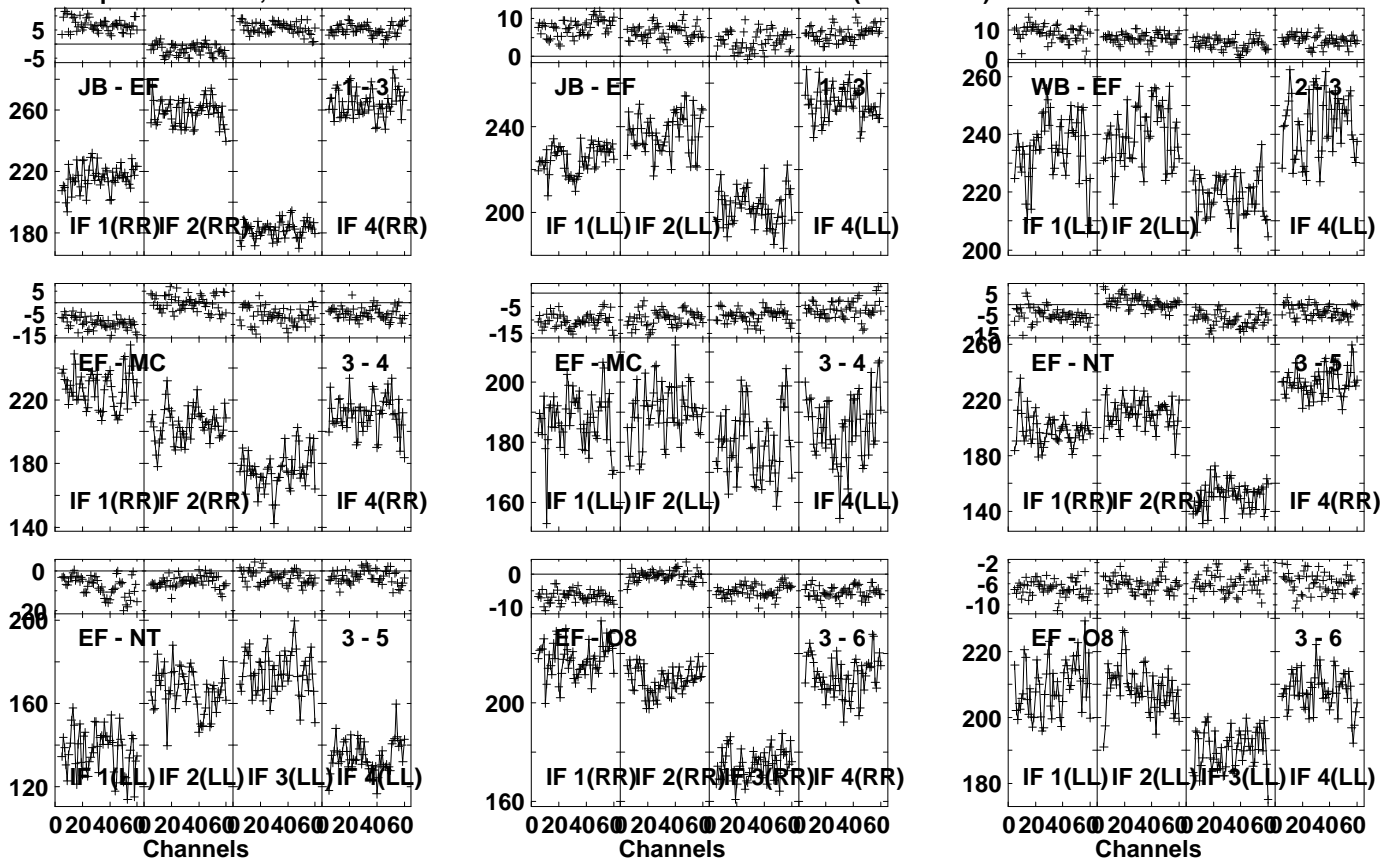 5 -5 JB - EF 1 - 3 260 220 180 IF 1(RR) IF 2(RR) IF 4(RR)
10 0 JB - EF 1 - 3 240 200 IF 1(LL) IF 2(LL) IF 4(LL)
10 0 WB - EF 2 - 3 260 240 220 200 IF 1(LL) IF 2(LL) IF 4(LL)
5 -5 -15 EF - MC 3 - 4 220 180 140 IF 1(RR) IF 2(RR) IF 4(RR)
-5 -15 EF - MC 3 - 4 200 180 160 IF 1(LL) IF 2(LL) IF 4(LL)
5 -5 -15 260 EF - NT 3 - 5 220 180 140 IF 1(RR) IF 2(RR) IF 4(RR)
0 20 200 EF - NT 3 - 5 160 120 IF 1(LL) IF 2(LL) IF 3(LL) IF 4(LL)
0 -10 EF - O8 3 - 6 200 160 IF 1(RR) IF 2(RR) IF 3(RR) IF 4(RR)
-2 -6 -10 EF - O8 3 - 6 220 200 180 IF 1(LL) IF 2(LL) IF 3(LL) IF 4(LL)
0 20 40 60 0 20 40 60 0 20 40 60 0 20 40 60
Channels
0 20 40 60 0 20 40 60 0 20 40 60 0 20 40 60
Channels
0 20 40 60 0 20 40 60 0 20 40 60 0 20 40 60
Channels